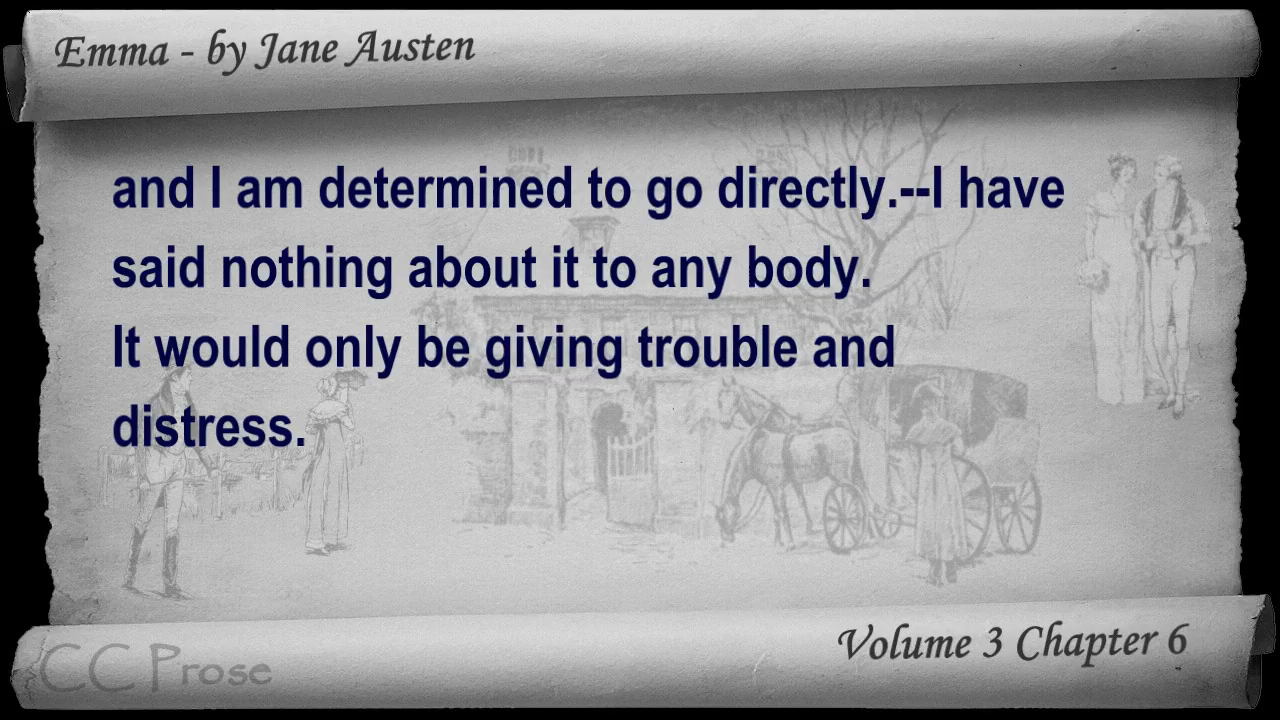 Emma - by Jane Austen
and I am determined to go directly.--I have
said nothing about it to any body.
It would only be giving trouble and
distress.
Volume 3 Chapter 6
CC Prose